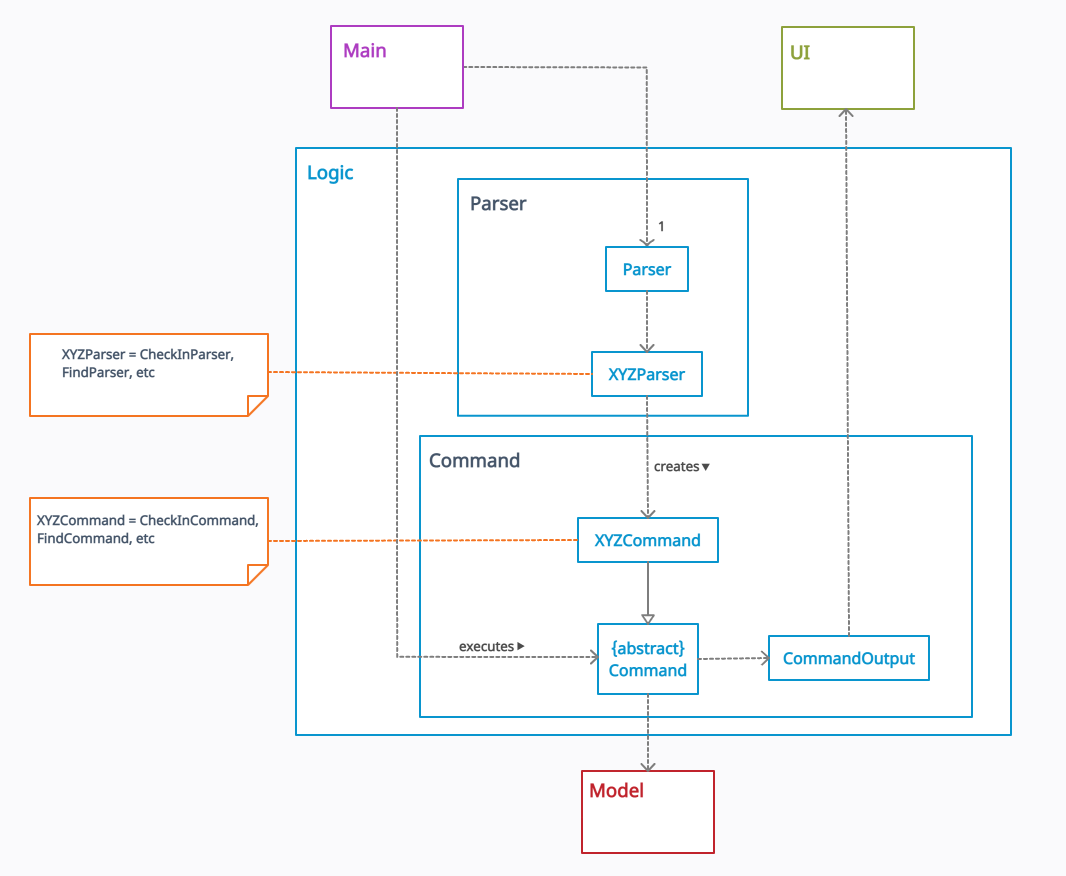 Main
UI
Logic
Parser
1
Parser
XYZParser = CheckInParser,
FindParser, etc
XYZParser
Command
creates▼
XYZCommand = CheckInCommand,
FindCommand, etc
XYZCommand
executes▶
{abstract}
Command
CommandOutput
Model